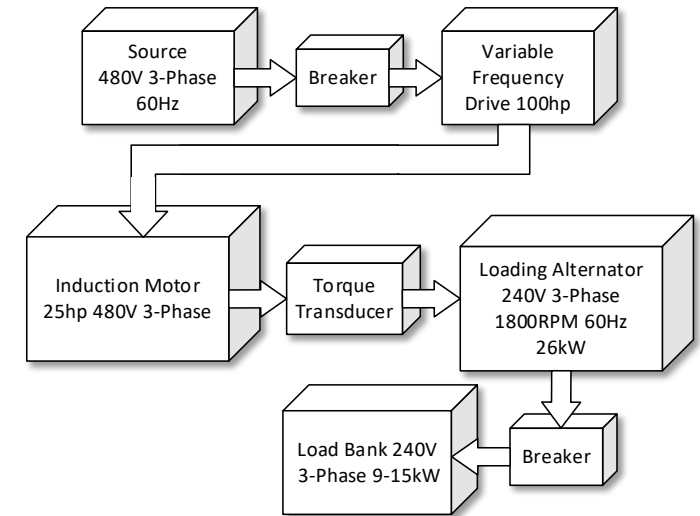 Source
480V 3-Phase
60Hz
Breaker
Variable
Frequency
Drive 100hp
Induction Motor
25hp 480V 3-Phase
Torque
Transducer
Loading Alternator
240V 3-Phase
1800RPM 60Hz
26kW
Load Bank 240V
3-Phase 9-15kW
Breaker